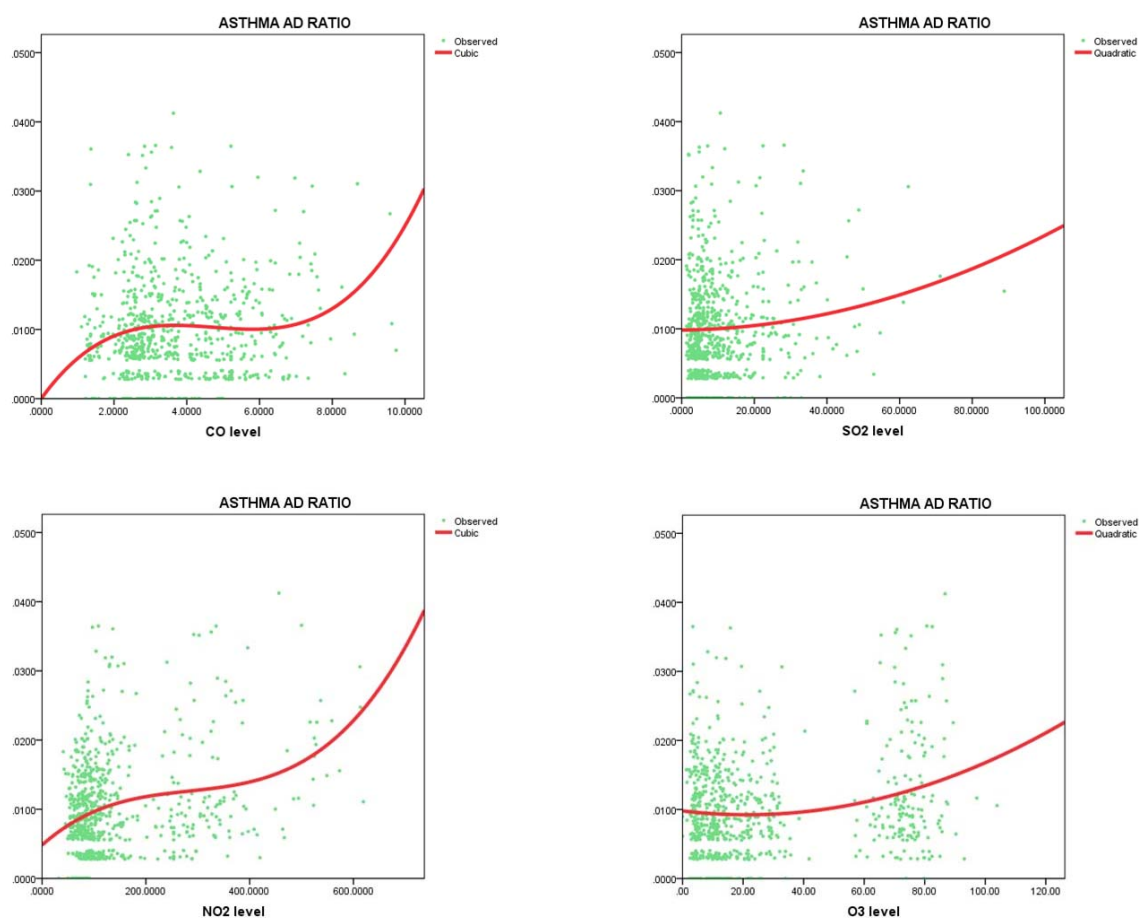 ASTHMA AD RATIO
Observed
Cubic
.0500
.0400
.0300
.0200
.0100
.0000
.0000 2.0000 4.0000 6.0000 8.0000 10.0000
CO level
ASTHMA AD RATIO
Observed
Quadratic
.0500
.0400
.0300
.0200
.0100
.0000
.0000 20.0000 40.0000 60.0000 80.0000 100.0000
SO2 level
ASTHMA AD RATIO
Observed
Cubic
.0500
.0400
.0300
.0200
.0100
.0000
.0000 200.0000 400.0000 600.0000
NO2 level
ASTHMA AD RATIO
Observed
Quadratic
.0500
.0400
.0300
.0200
.0100
.0000
.00 20.00 40.00 60.00 80.00 100.00 120.00
O3 level